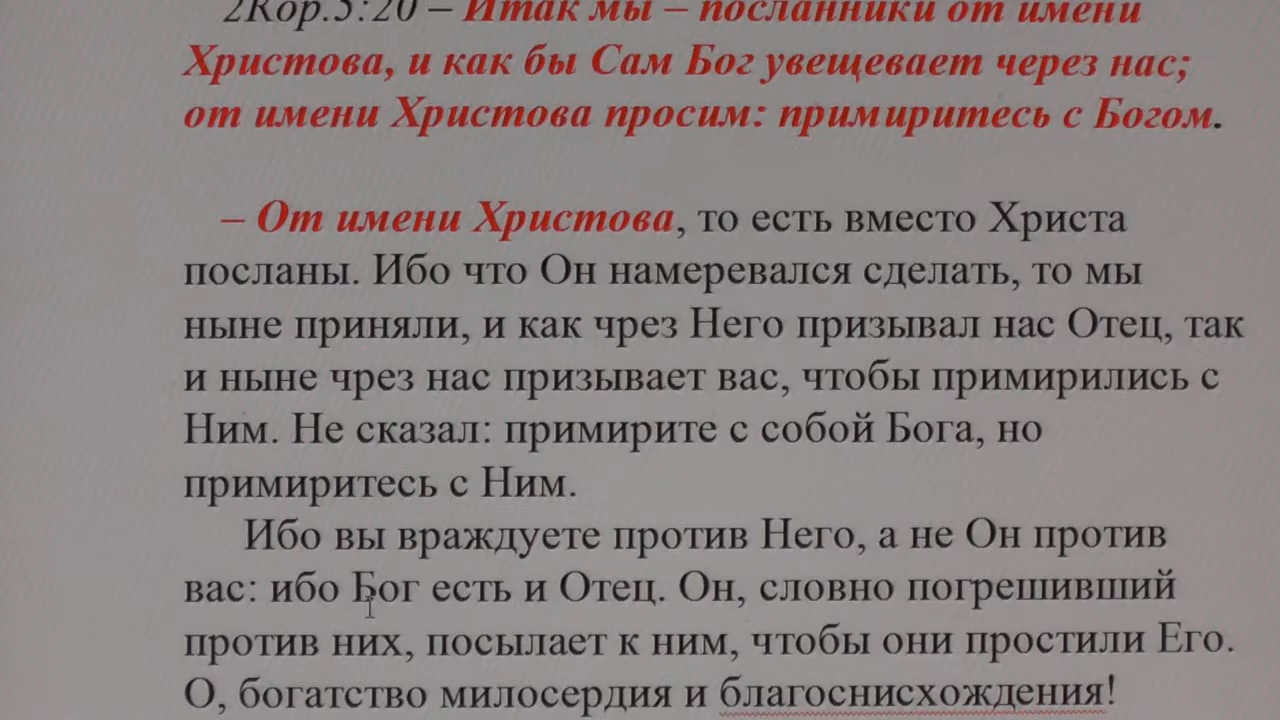 2Кор.5:20 – Итак мы – посланники от имени
Христова, и как бы Сам Бог увещевает через нас;
от имени Христова просим: примиритесь с Богом.
– От имени Христова, то есть вместо Христа
посланы. Ибо что Он намеревался сделать, то мы
ныне приняли, и как чрез Него призывал нас Отец, так
и ныне чрез нас призывает вас, чтобы примирились с
Ним. Не сказал: примирите с собой Бога, но
примиритесь с Ним.
Ибо вы враждуете против Него, а не Он против
вас: ибо Бог есть и Отец. Он, словно погрешивший
против них, посылает к ним, чтобы они простили Его.
О, богатство милосердия и благоснисхождения!